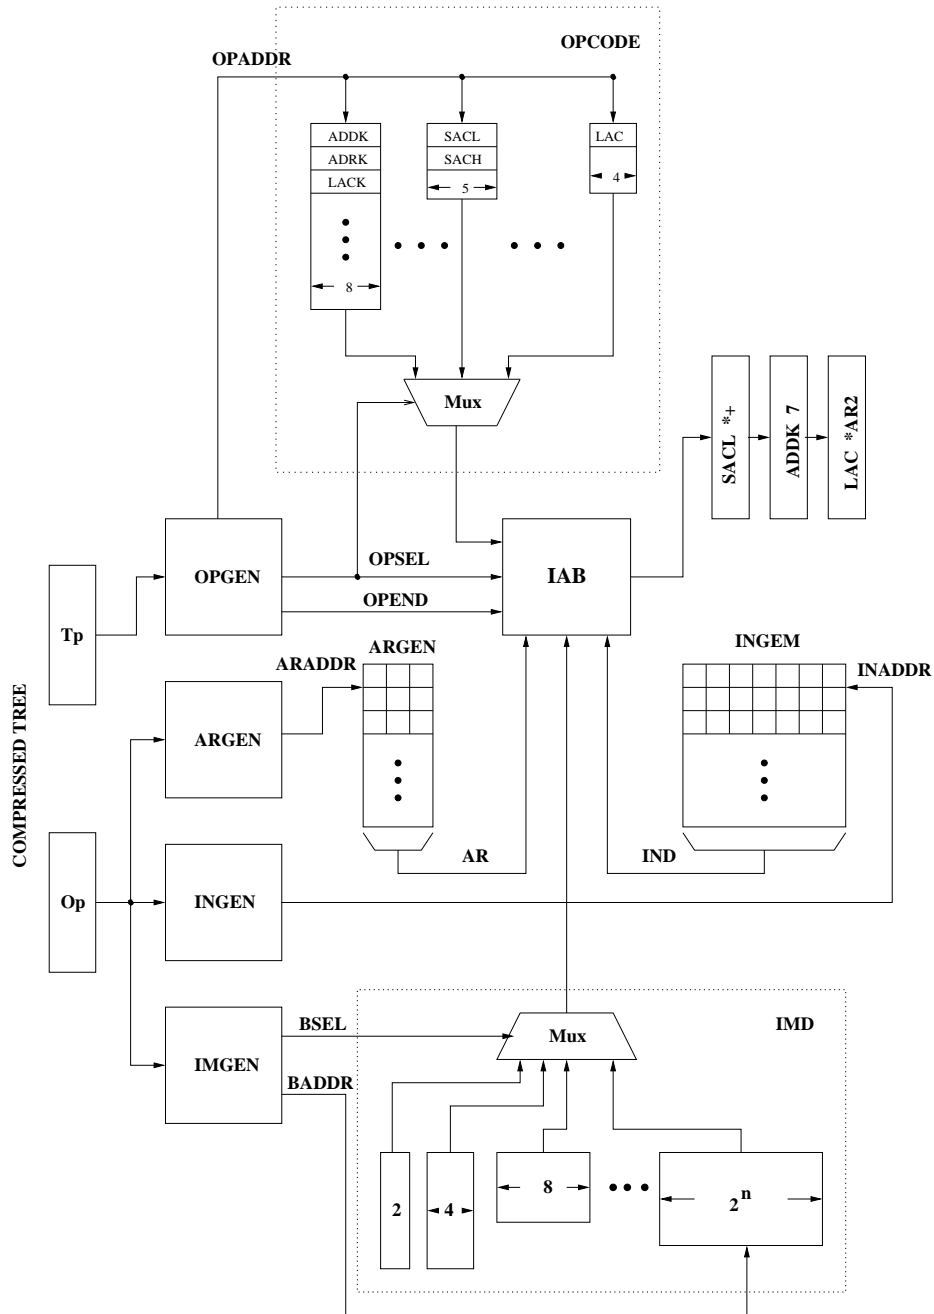 OPCODE
OPADDR
ADDK
ADRK
LACK
8
SACL
SACH
5
LAC
4
Mux
SACL *+
ADDK 7
LAC *AR2
COMPRESSED TREE
Tp
OPGEN
OPSEL
OPEND
IAB
ARADDR
ARGEN
INGEM
INADDR
ARGEN
AR
IND
Op
INGEN
IMGEN
BSEL
BADDR
IMD
Mux
2
4
8
2^n